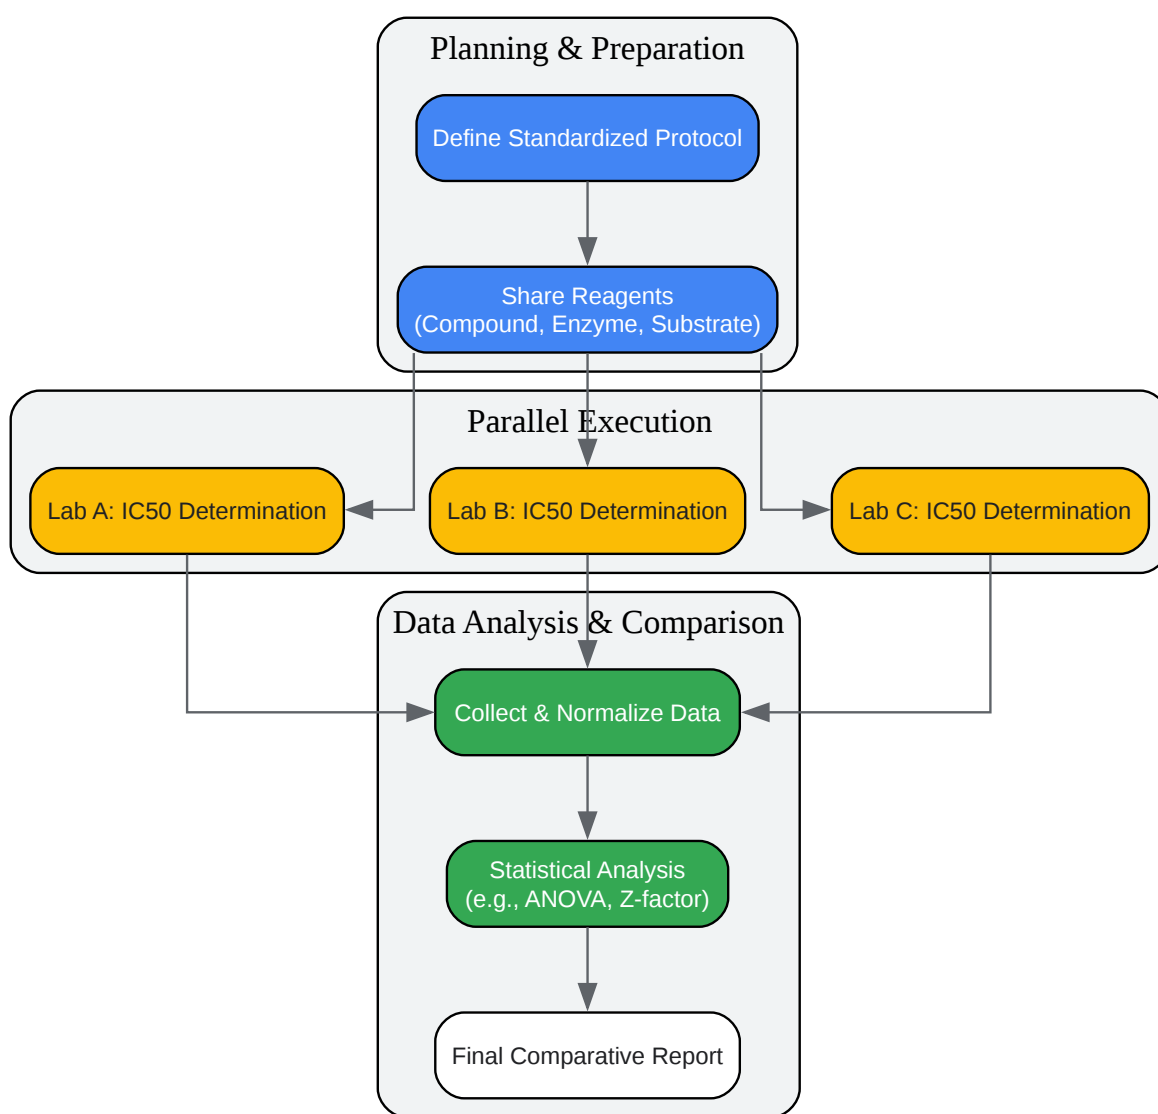 Planning & Preparation
Define Standardized Protocol
Share Reagents
(Compound, Enzyme, Substrate)
Parallel Execution
Lab A: IC50 Determination
Lab B: IC50 Determination
Lab C: IC50 Determination
Data Analysis & Comparison
Collect & Normalize Data
Statistical Analysis
(e.g., ANOVA, Z-factor)
Final Comparative Report